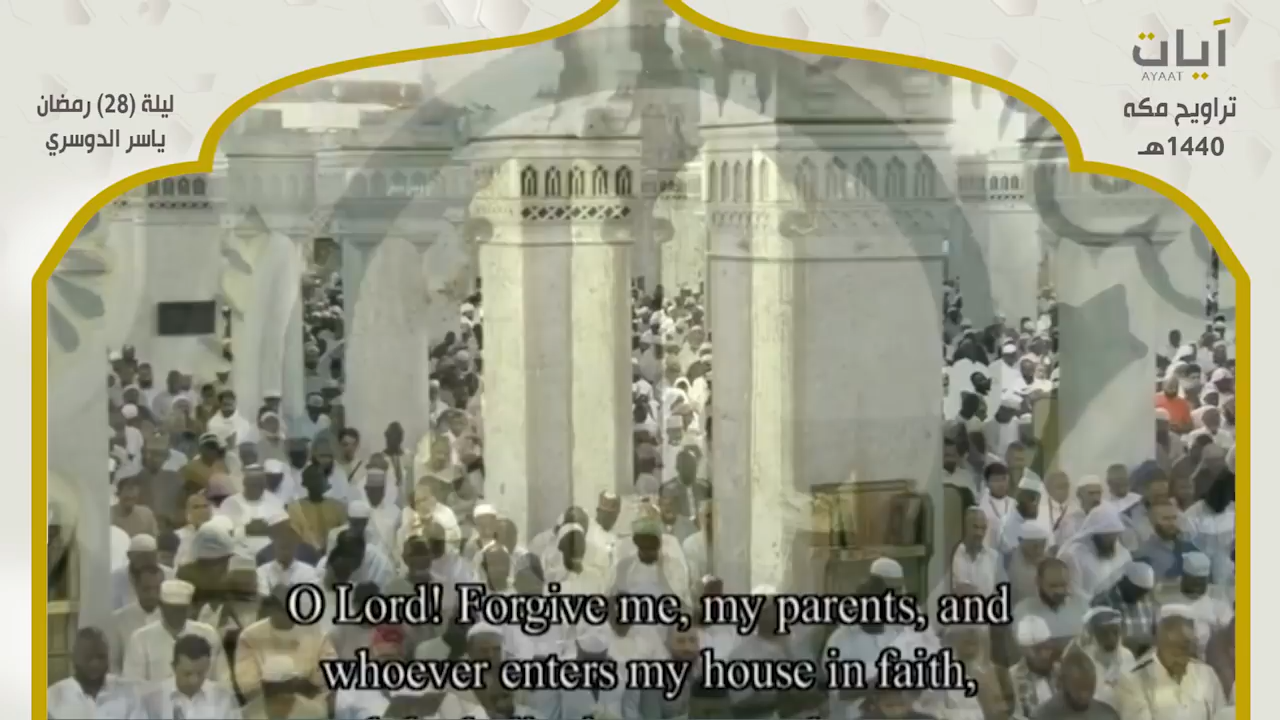 آيات
AYAAT
تراويح مكه
1440هـ
ليلة (28) رمضان
ياسر الدوسري
O Lord! Forgive me, my parents, and
whoever enters my house in faith,